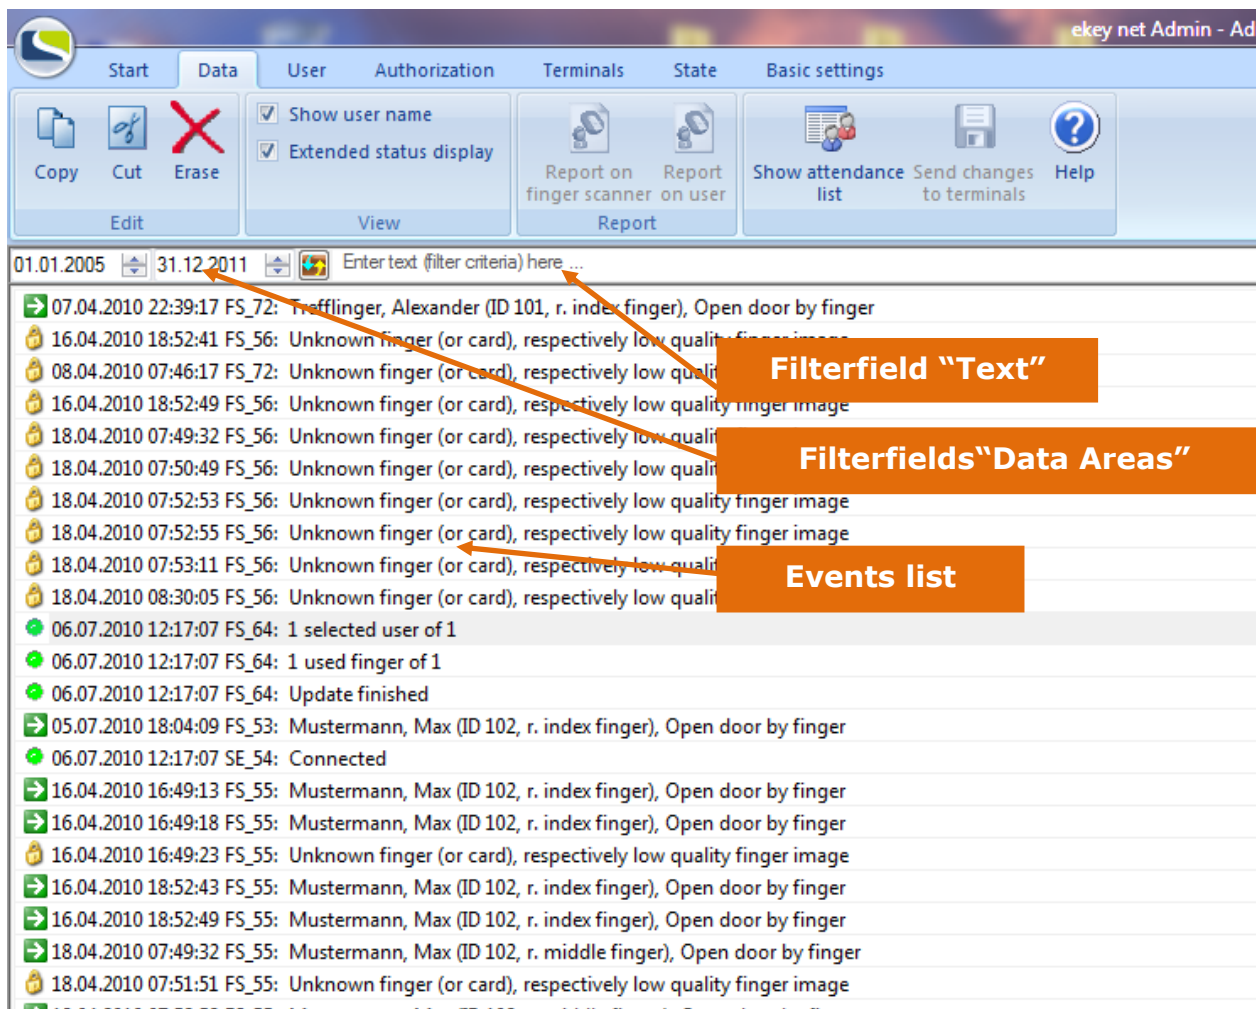 ekey net Admin - Ad
Start Data User Authorization Terminals State Basic settings
Show user name
Extended status display
Copy Cut Erase
Report on finger scanner
Report on user
Show attendance list
Send changes to terminals
Help
Edit View Report
01.01.2005 31.12.2011 Enter text (filter criteria) here ...
07.04.2010 22:39:17 FS_72: Trefflinger, Alexander (ID 101, r. index finger), Open door by finger
16.04.2010 18:52:41 FS_56: Unknown finger (or card), respectively low quality finger image
Filterfield “Text”
08.04.2010 07:46:17 FS_72: Unknown finger (or card), respectively low quali
16.04.2010 18:52:49 FS_56: Unknown finger (or card), respectively low quality finger image
18.04.2010 07:49:32 FS_56: Unknown finger (or card), respectively low quali
Filterfields“Data Areas”
18.04.2010 07:50:49 FS_56: Unknown finger (or card), respectively low quali
18.04.2010 07:52:53 FS_56: Unknown finger (or card), respectively low quality finger image
18.04.2010 07:52:55 FS_56: Unknown finger (or card), respectively low quality finger image
18.04.2010 07:53:11 FS_56: Unknown finger (or card), respectively low quali
Events list
18.04.2010 08:30:05 FS_56: Unknown finger (or card), respectively low quali
06.07.2010 12:17:07 FS_64: 1 selected user of 1
06.07.2010 12:17:07 FS_64: 1 used finger of 1
06.07.2010 12:17:07 FS_64: Update finished
05.07.2010 18:04:09 FS_53: Mustermann, Max (ID 102, r. index finger), Open door by finger
06.07.2010 12:17:07 SE_54: Connected
16.04.2010 16:49:13 FS_55: Mustermann, Max (ID 102, r. index finger), Open door by finger
16.04.2010 16:49:18 FS_55: Mustermann, Max (ID 102, r. index finger), Open door by finger
16.04.2010 16:49:23 FS_55: Unknown finger (or card), respectively low quality finger image
16.04.2010 18:52:43 FS_55: Mustermann, Max (ID 102, r. index finger), Open door by finger
16.04.2010 18:52:49 FS_55: Mustermann, Max (ID 102, r. index finger), Open door by finger
18.04.2010 07:49:32 FS_55: Mustermann, Max (ID 102, r. middle finger), Open door by finger
18.04.2010 07:51:51 FS_55: Unknown finger (or card), respectively low quality finger image